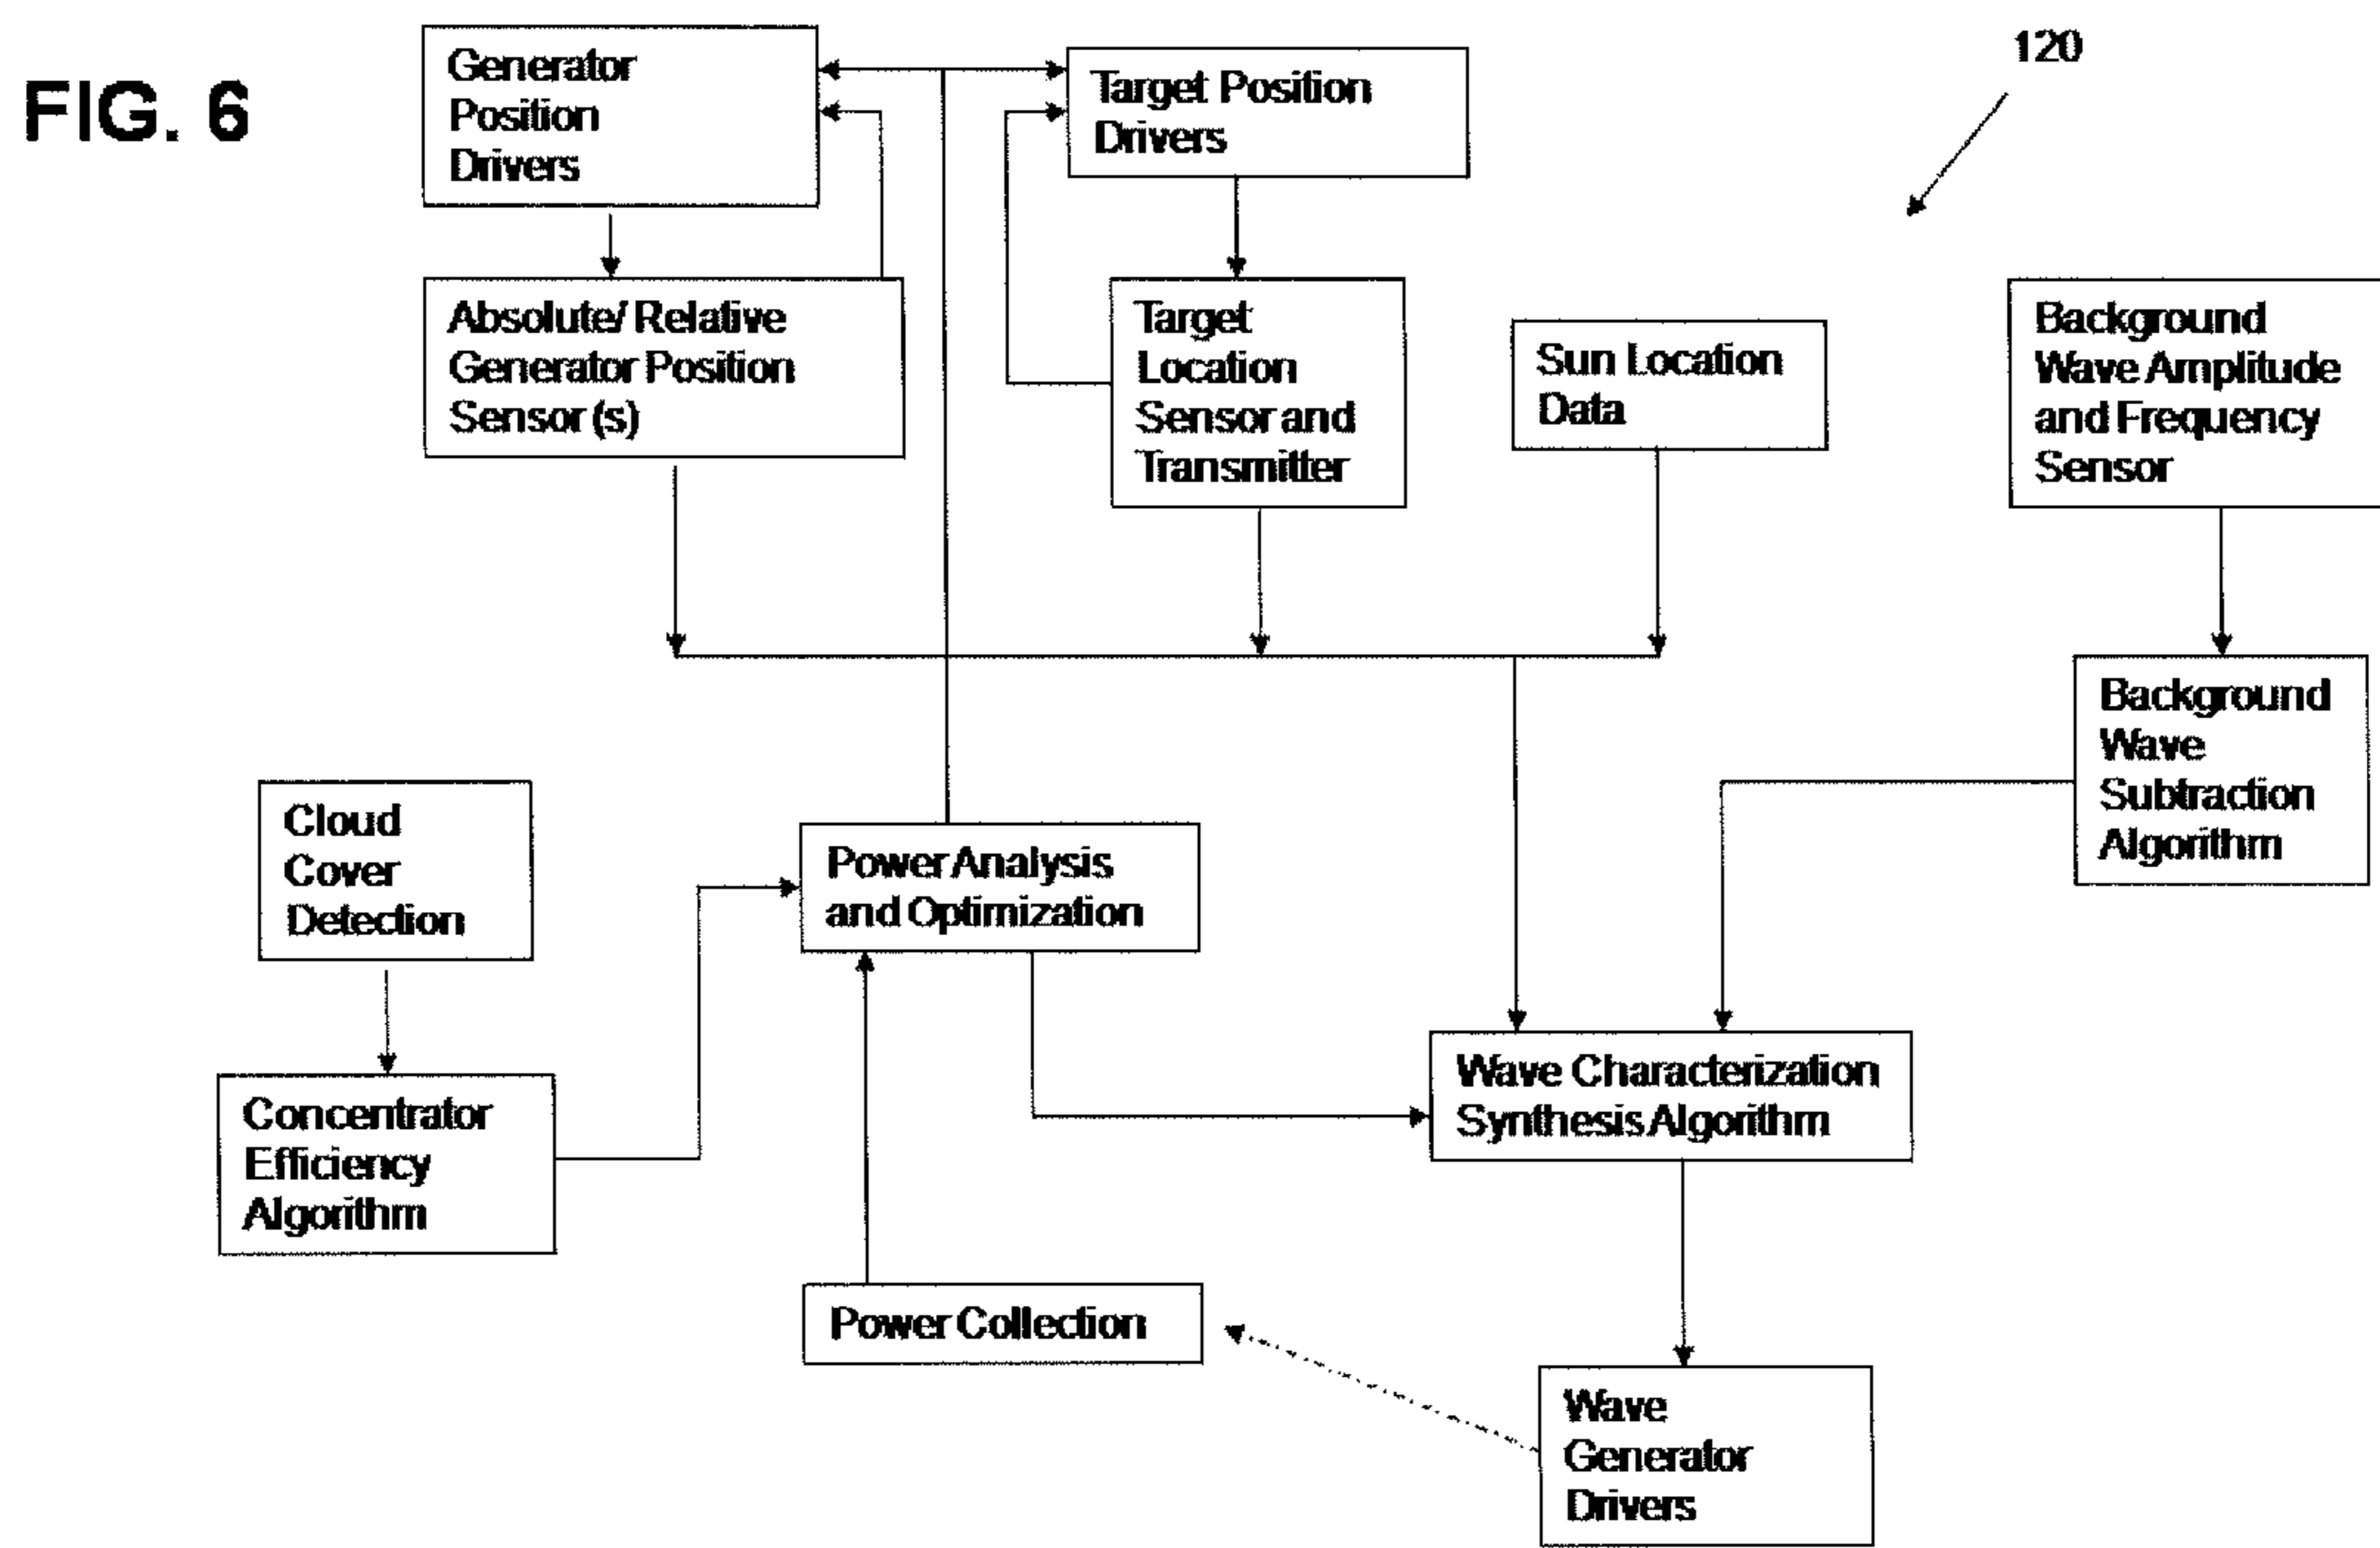 FIG. 6
120
Generator
Position
Drivers
Target Position
Drivers
Absolute/ Relative
Generator Position
Sensor (s)
Target
Location
Sensor and
Transmitter
Sun Location
Data
Background
Wave Amplitude
and Frequency
Sensor
Background
Wave
Subtraction
Algorithm
Cloud
Cover
Detection
Power Analysis
and Optimization
Concentrator
Efficiency
Algorithm
Wave Characterization
Synthesis Algorithm
Power Collection
Wave
Generator
Drivers